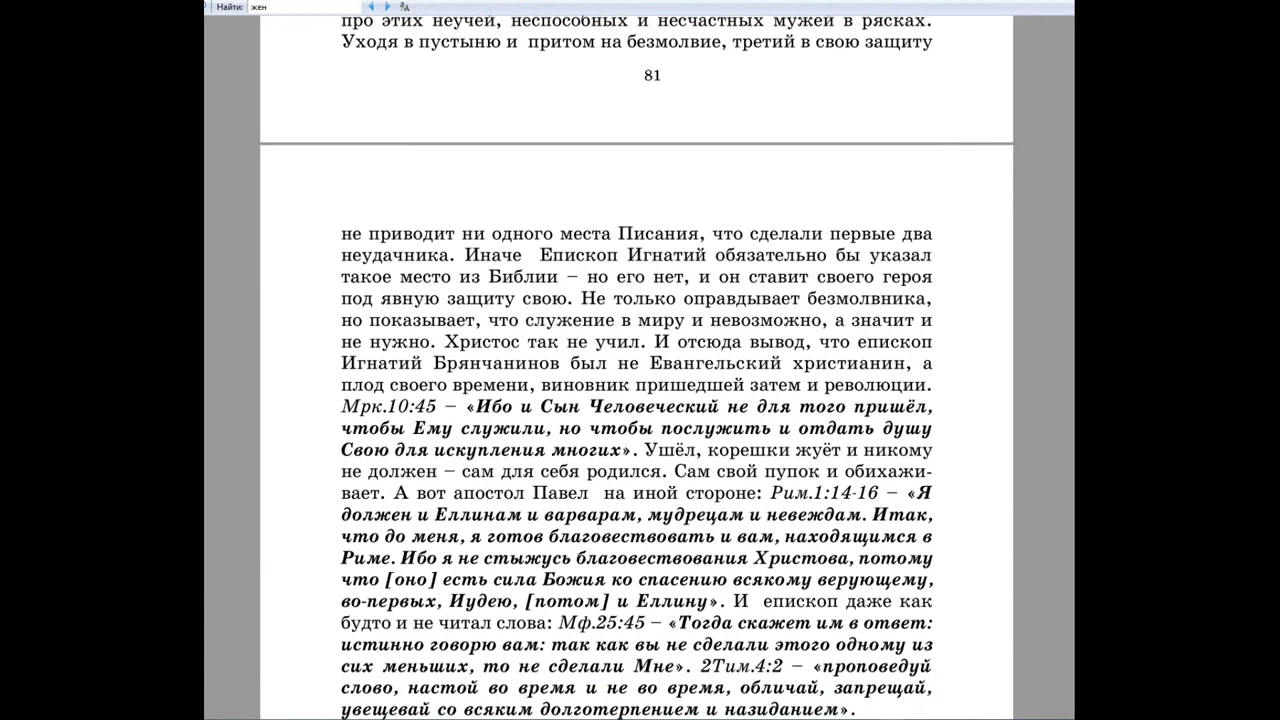 Найти: жен
про этих неучей, неспособных и несчастных мужей в рясках.
Уходя в пустыню и притом на безмолвие, третий в свою защиту
81
не приводит ни одного места Писания, что сделали первые два
неудачника. Иначе Епископ Игнатий обязательно бы указал
такое место из Библии – но его нет, и он ставит своего героя
под явную защиту свою. Не только оправдывает безмолвника,
но показывает, что служение в миру и невозможно, а значит и
не нужно. Христос так не учил. И отсюда вывод, что епископ
Игнатий Брянчанинов был не Евангельский христианин, а
плод своего времени, виновник пришедшей затем и революции.
Мрк.10:45 – «Ибо и Сын Человеческий не для того пришёл,
чтобы Ему служили, но чтобы послужить и отдать душу
Свою для искупления многих». Ушёл, корешки жуёт и никому
не должен – сам для себя родился. Сам свой пупок и обихажи-
вает. А вот апостол Павел на иной стороне: Рим.1:14-16 – «Я
должен и Еллинам и варварам, мудрецам и невеждам. Итак,
что до меня, я готов благовествовать и вам, находящимся в
Риме. Ибо я не стыжусь благовествования Христова, потому
что [оно] есть сила Божия ко спасению всякому верующему,
во-первых, Иудею, [потом] и Еллину». И епископ даже как
будто и не читал слова: Мф.25:45 – «Тогда скажет им в ответ:
истинно говорю вам: так как вы не сделали этого одному из
сих меньших, то не сделали Мне». 2Тим.4:2 – «проповедуй
слово, настой во время и не во время, обличай, запрещай,
увещевай со всяким долготерпением и назиданием».